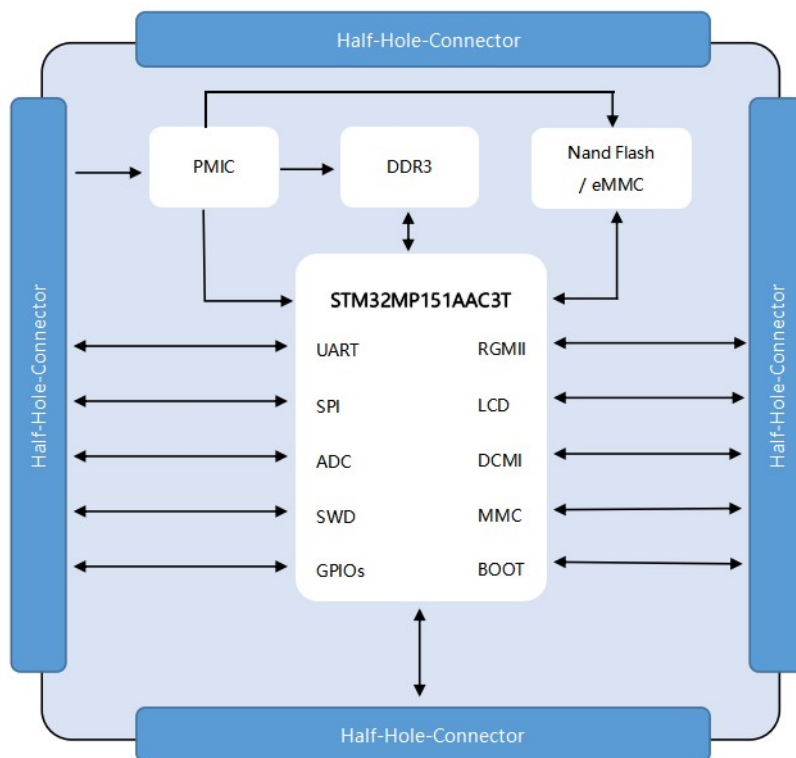 Half-Hole-Connector
PMIC
DDR3
Nand Flash
/ eMMC
Half-Hole-Connector
Half-Hole-Connector
STM32MP151AAC3T
UART
RGMII
SPI
LCD
ADC
DCMI
SWD
MMC
GPIOs
BOOT
Half-Hole-Connector